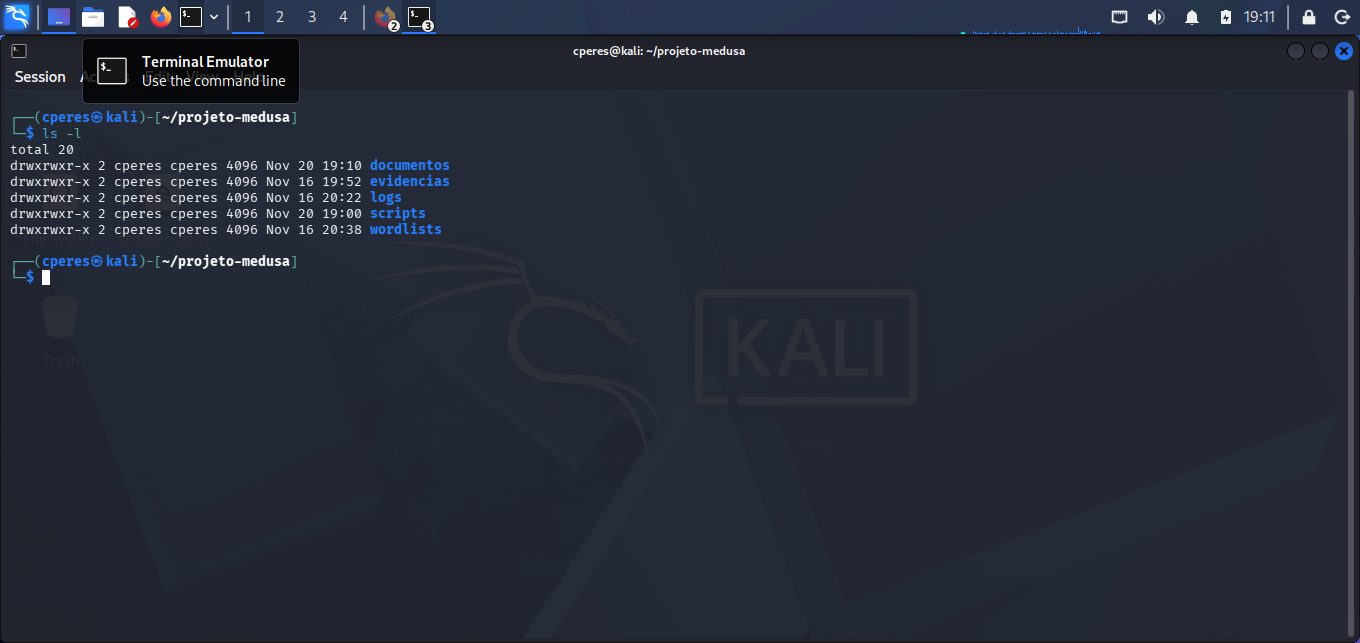 1 2 3 4
2
3
19:11
cperes@kali: ~/projeto-medusa
Session
Terminal Emulator
Use the command line
┌──(cperes㉿kali)-[~/projeto-medusa]
└─$ ls -l
total 20
drwxrwxr-x 2 cperes cperes 4096 Nov 20 19:10 documentos
drwxrwxr-x 2 cperes cperes 4096 Nov 16 19:52 evidencias
drwxrwxr-x 2 cperes cperes 4096 Nov 16 20:22 logs
drwxrwxr-x 2 cperes cperes 4096 Nov 20 19:00 scripts
drwxrwxr-x 2 cperes cperes 4096 Nov 16 20:38 wordlists
┌──(cperes㉿kali)-[~/projeto-medusa]
└─$
Trash
KALI